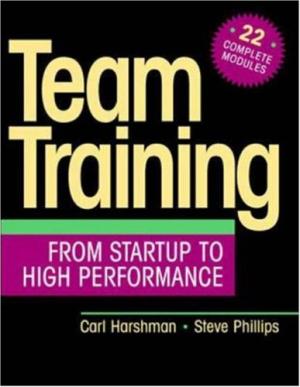 22
COMPLETE
MODULES
Team
Training
FROM STARTUP TO
HIGH PERFORMANCE
Carl Harshman • Steve Phillips